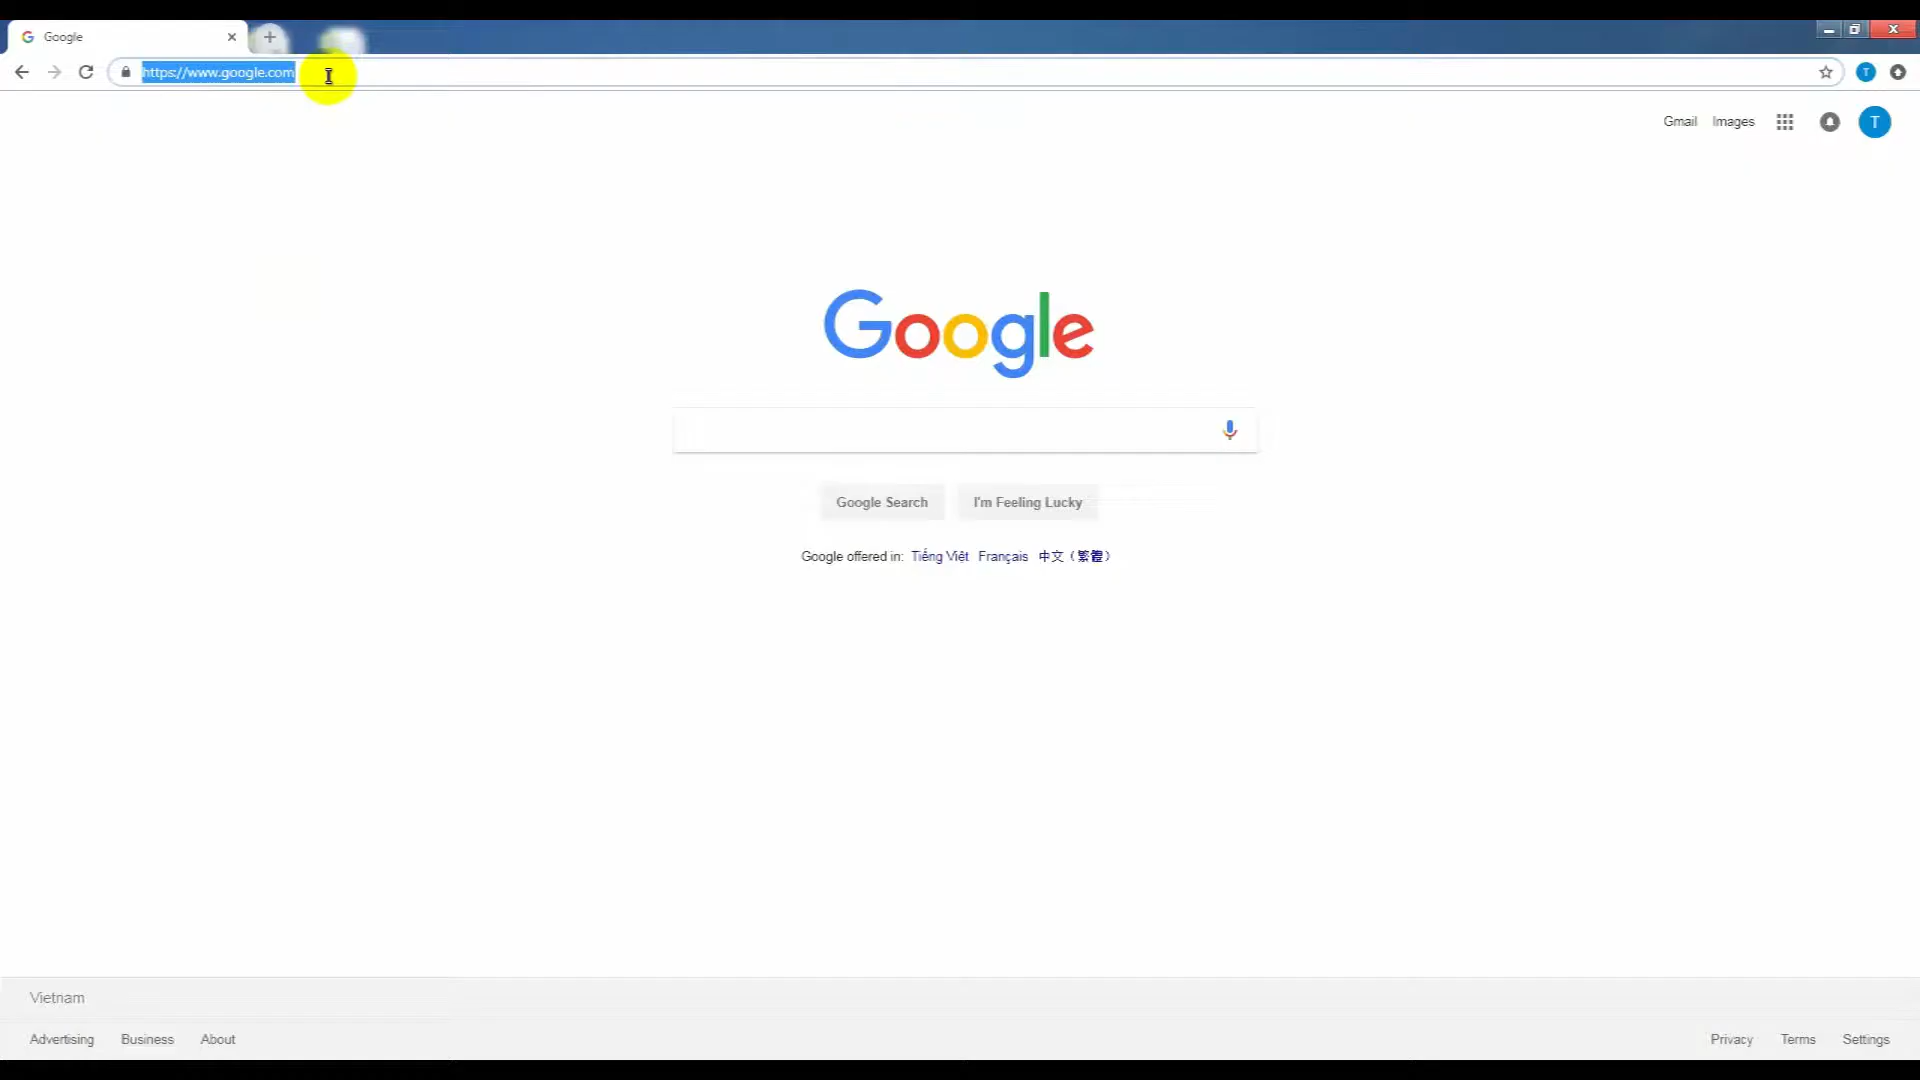 Google
https://www.google.com
T
Gmail Images T
Google
Google Search I'm Feeling Lucky
Google offered in: Tiếng Việt Français 中文（繁體）
Vietnam
Advertising Business About Privacy Terms Settings